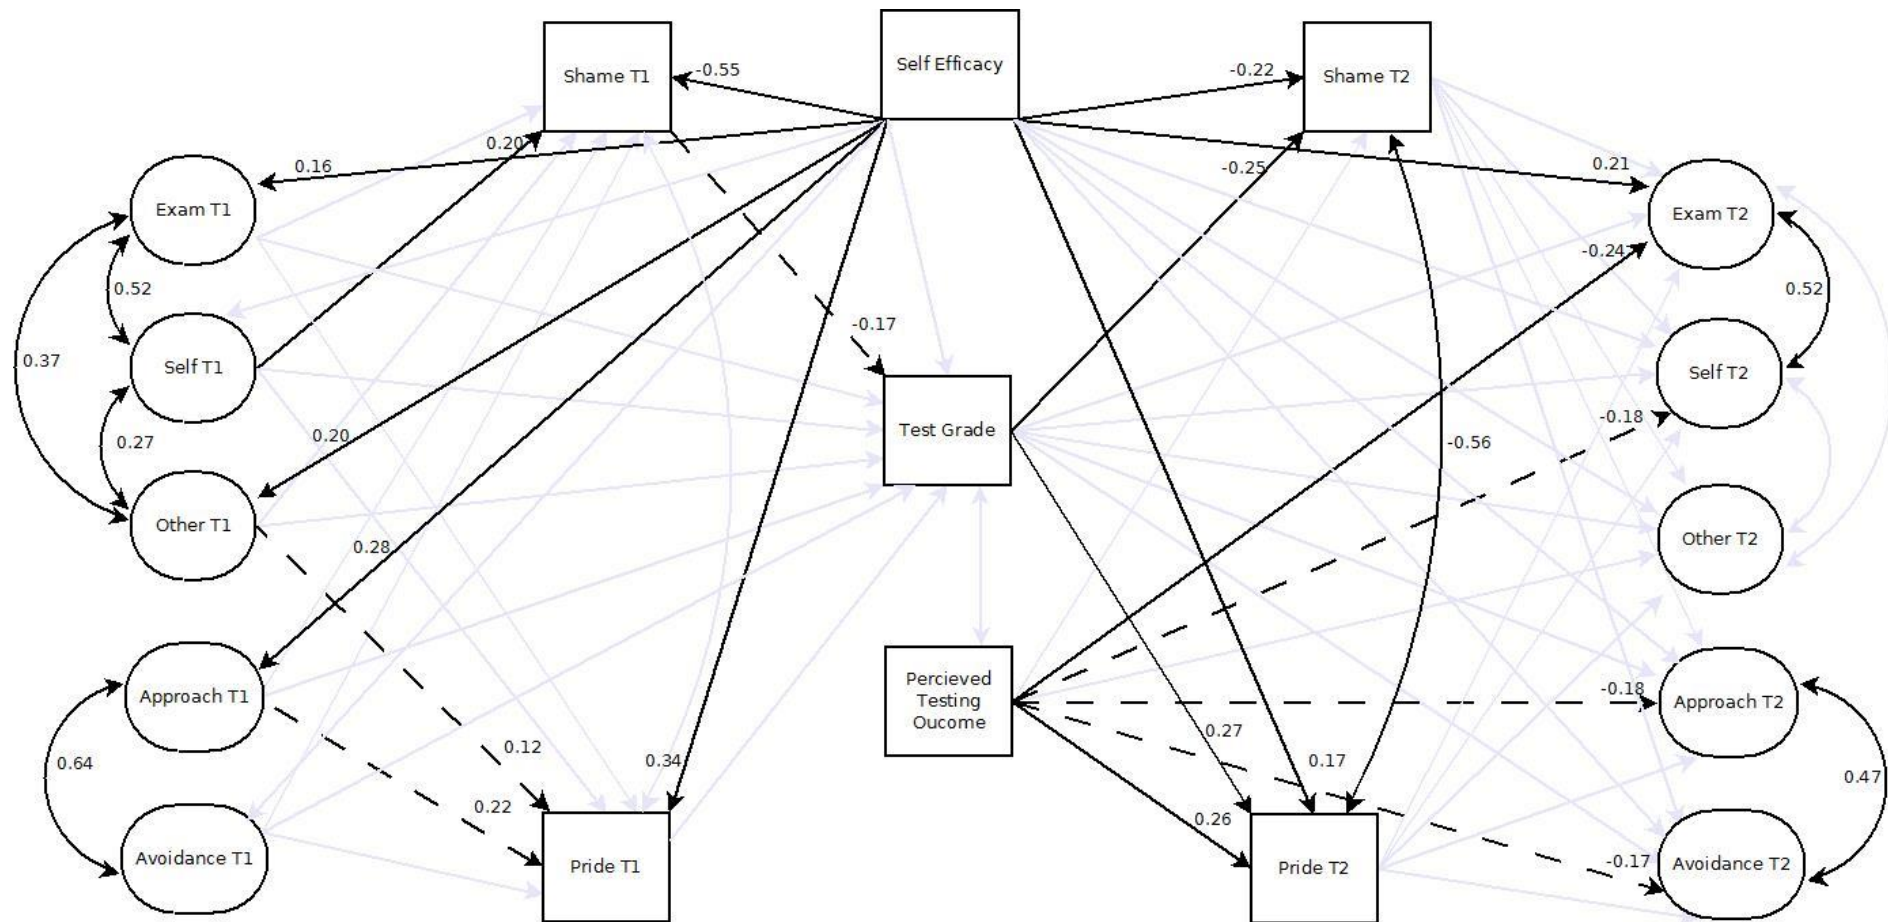 Shame T1
Self Efficacy
Shame T2
-0.55
-0.22
0.20
0.16
-0.25
0.21
Exam T1
Exam T2
-0.24
0.52
0.52
-0.17
0.37
Self T1
Self T2
-0.18
0.27
0.20
Test Grade
-0.56
Other T1
Other T2
0.28
Percieved
Testing
Oucome
-0.18
Approach T1
Approach T2
0.12
0.27
0.64
0.34
0.17
0.47
0.22
0.26
Avoidance T1
Pride T1
Pride T2
-0.17
Avoidance T2